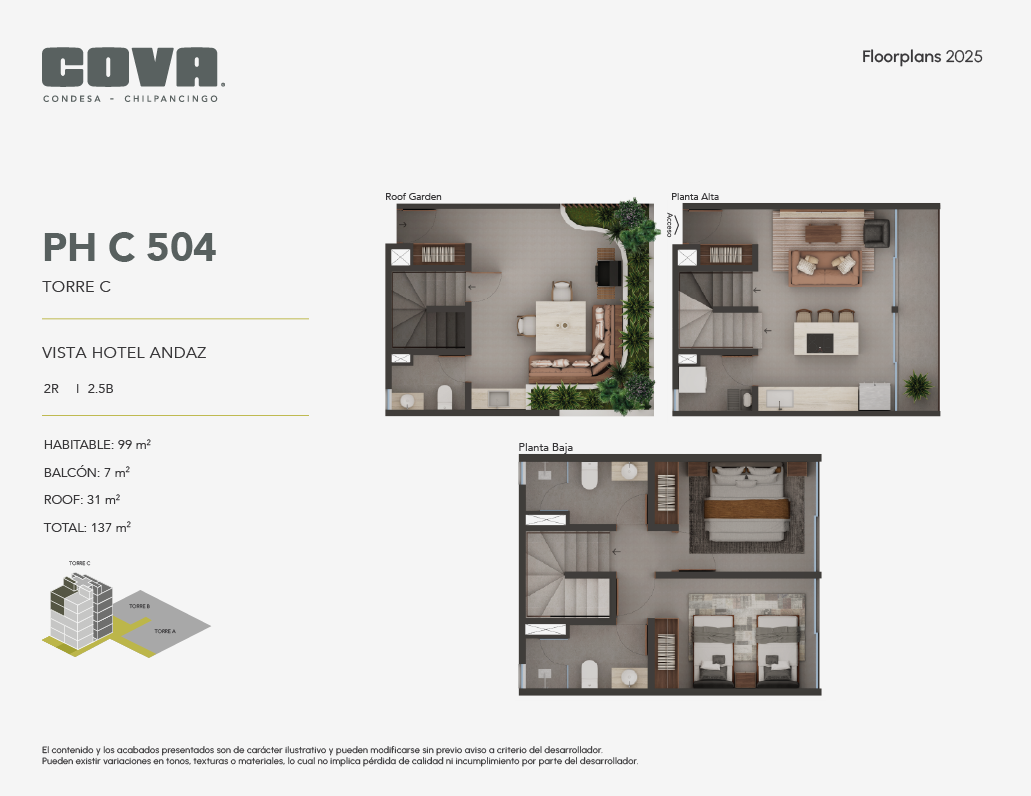 COVA.
CONDESA - CHILPANCINGO
Floorplans 2025
PH C 504
TORRE C
VISTA HOTEL ANDAZ
2R | 2.5B
HABITABLE: 99 m²
BALCÓN: 7 m²
ROOF: 31 m²
TOTAL: 137 m²
TORRE C
TORRE B
TORRE A
Roof Garden
Planta Alta
Acceso
Planta Baja
El contenido y los acabados presentados son de carácter ilustrativo y pueden modificarse sin previo aviso a criterio del desarrollador.
Pueden existir variaciones en tonos, texturas o materiales, lo cual no implica pérdida de calidad ni incumplimiento por parte del desarrollador.